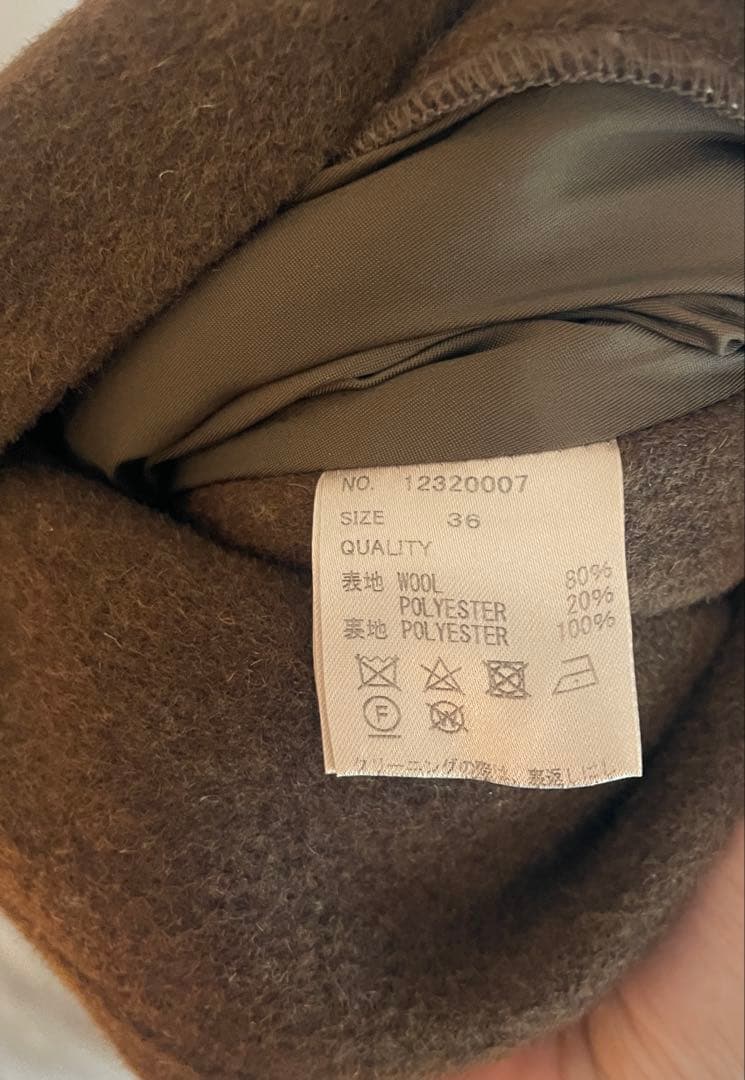 NO. 12320007
SIZE 36
QUALITY
表地 WOOL 80%
POLYESTER 20%
裏地 POLYESTER 100%
F
W
クリーニングの際は、裏返しにし